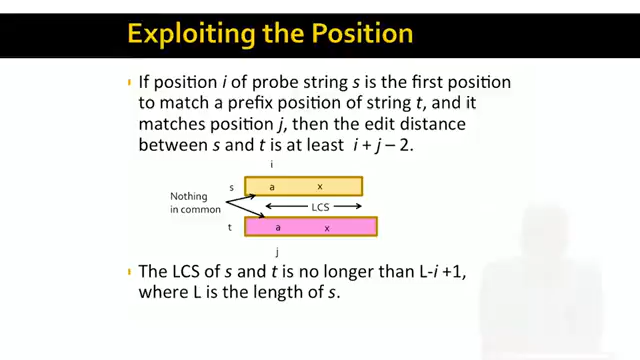 Exploiting the Position
If position i of probe string s is the first position
to match a prefix position of string t, and it
matches position j, then the edit distance
between s and t is at least i + j – 2.
i
s a x
Nothing
in common
LCS
t a x
j
The LCS of s and t is no longer than L-i +1,
where L is the length of s.